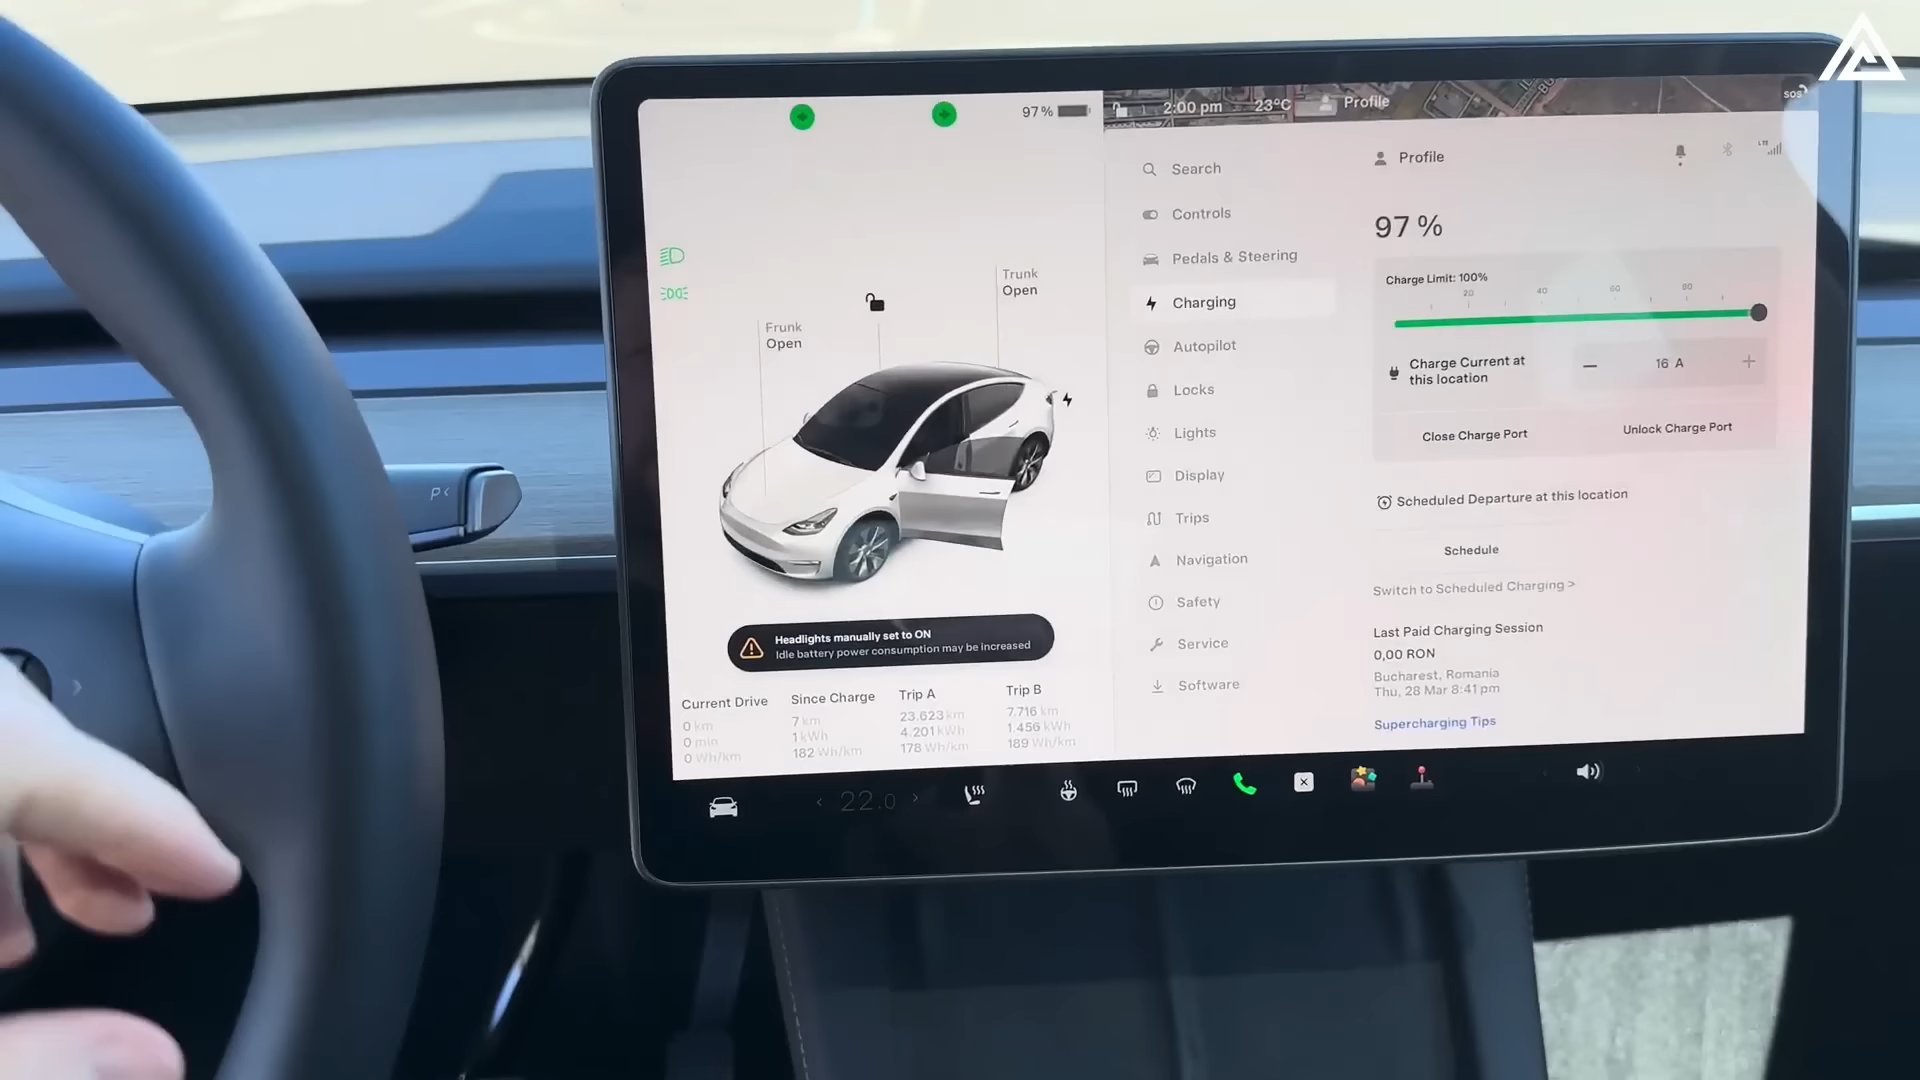 97 %
2:00 pm
23°C
Profile
sos
Trunk
Open
Frunk
Open
Headlights manually set to ON
Idle battery power consumption may be increased
Current Drive
0 km
0 min
0 Wh/km
Since Charge
7 km
1 kWh
182 Wh/km
Trip A
23.623 km
4.201 kWh
178 Wh/km
Trip B
7.716 km
1.456 kWh
189 Wh/km
Search
Controls
Pedals & Steering
Charging
Autopilot
Locks
Lights
Display
Trips
Navigation
Safety
Service
Software
Profile
LTE
97 %
Charge Limit: 100%
20 40 60 80
Charge Current at
this location
— 16 A +
Close Charge Port
Unlock Charge Port
Scheduled Departure at this location
Schedule
Switch to Scheduled Charging >
Last Paid Charging Session
0,00 RON
Bucharest, Romania
Thu, 28 Mar 8:41 pm
Supercharging Tips
P<
< 22.0 >